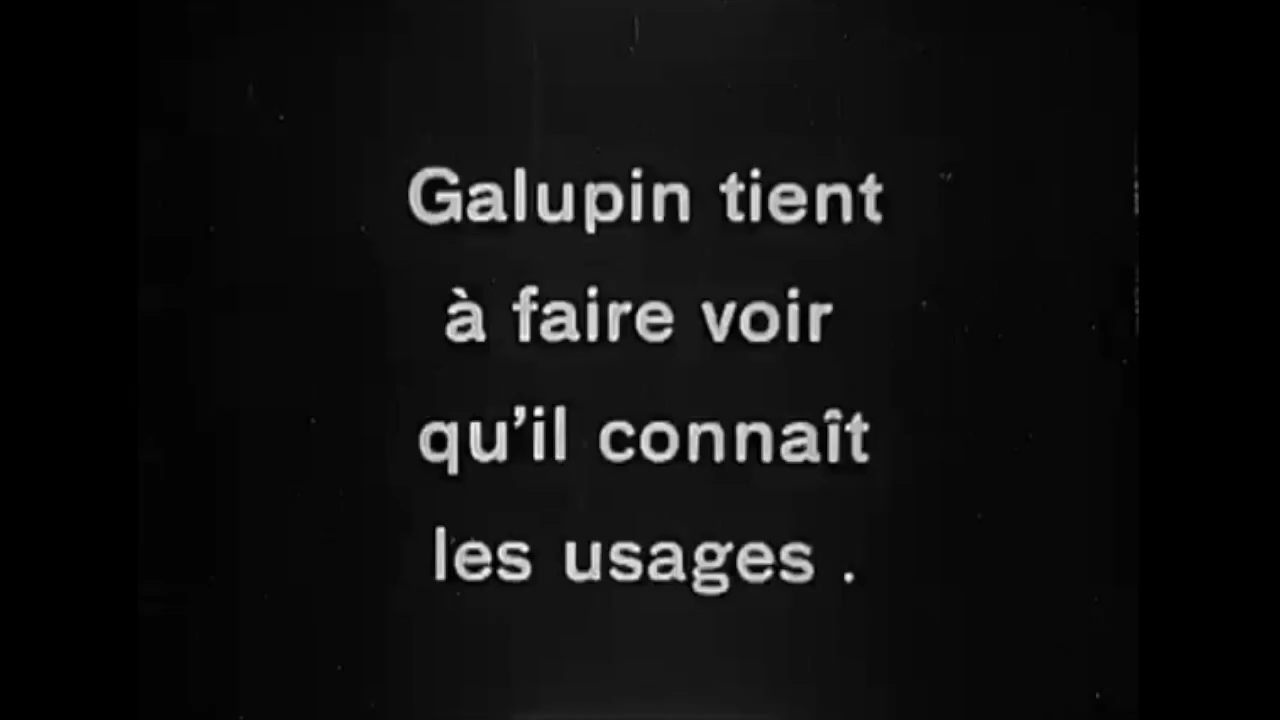 Galupin tient
à faire voir
qu'il connaît
les usages .